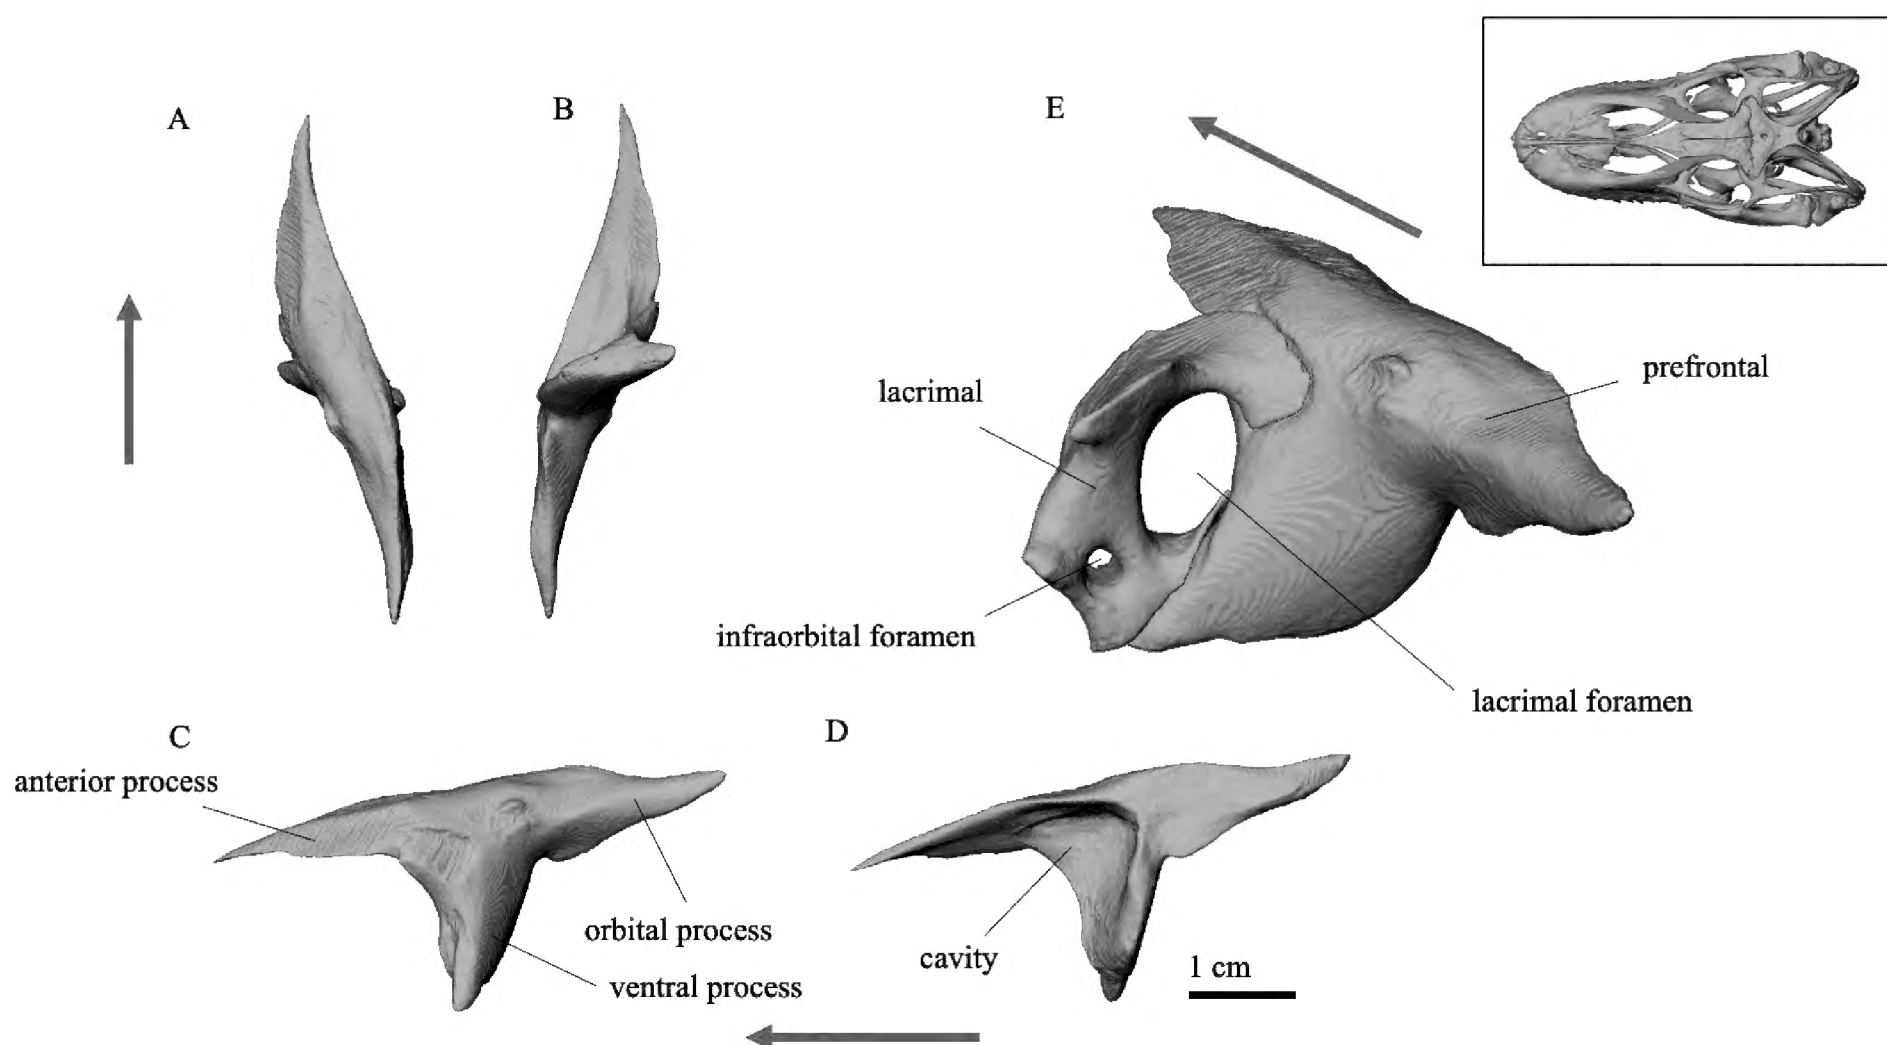 A
B
E
prefrontal
lacrimal
infraorbital foramen
lacrimal foramen
C
D
anterior process
orbital process
cavity
1 cm
ventral process